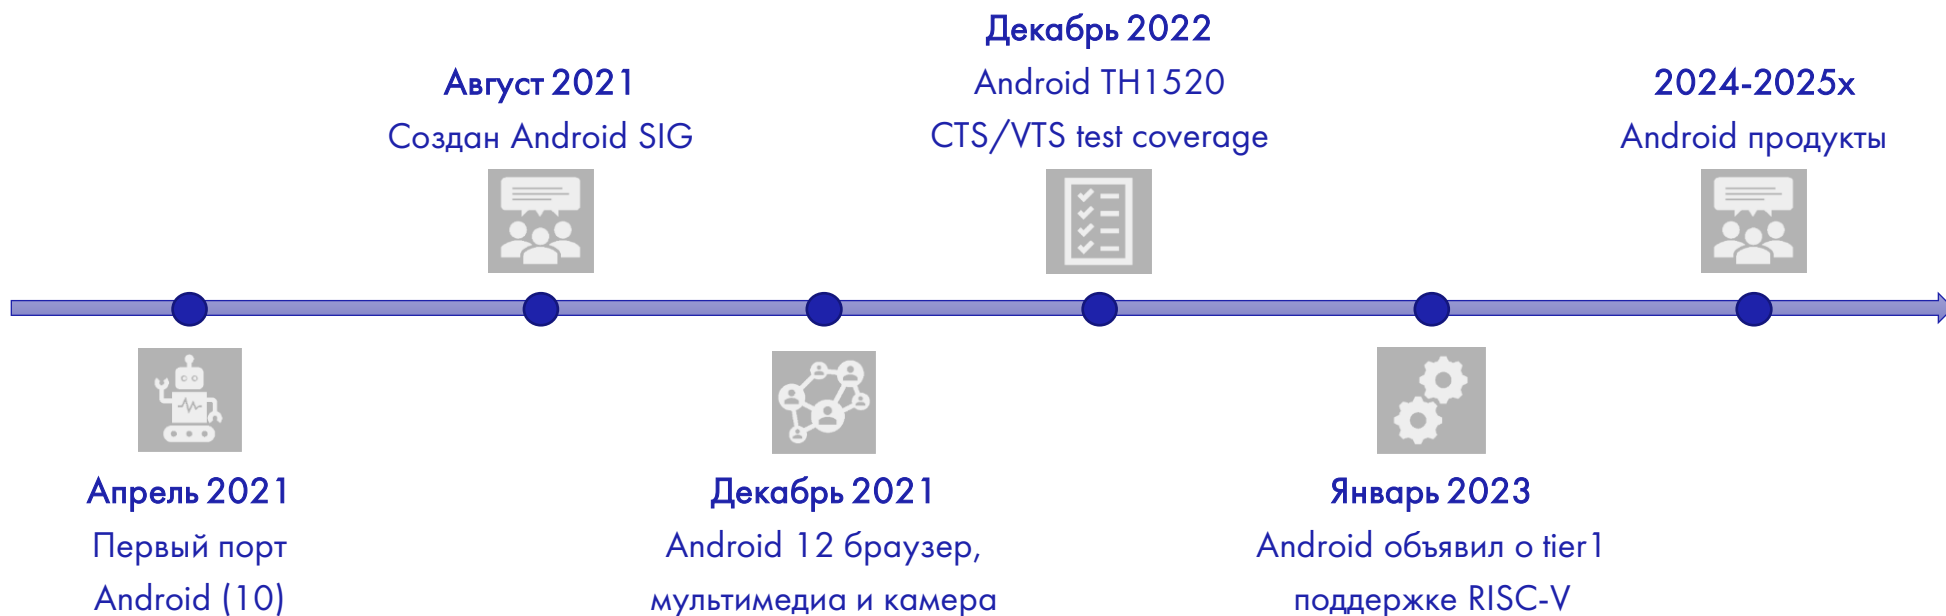 Декабрь 2022
Android TH1520
CTS/VTS test coverage
Август 2021
Создан Android SIG
2024-2025х
Android продукты
Апрель 2021
Первый порт
Android (10)
Декабрь 2021
Android 12 браузер,
мультимедиа и камера
Январь 2023
Android объявил о tier1
поддержке RISC-V